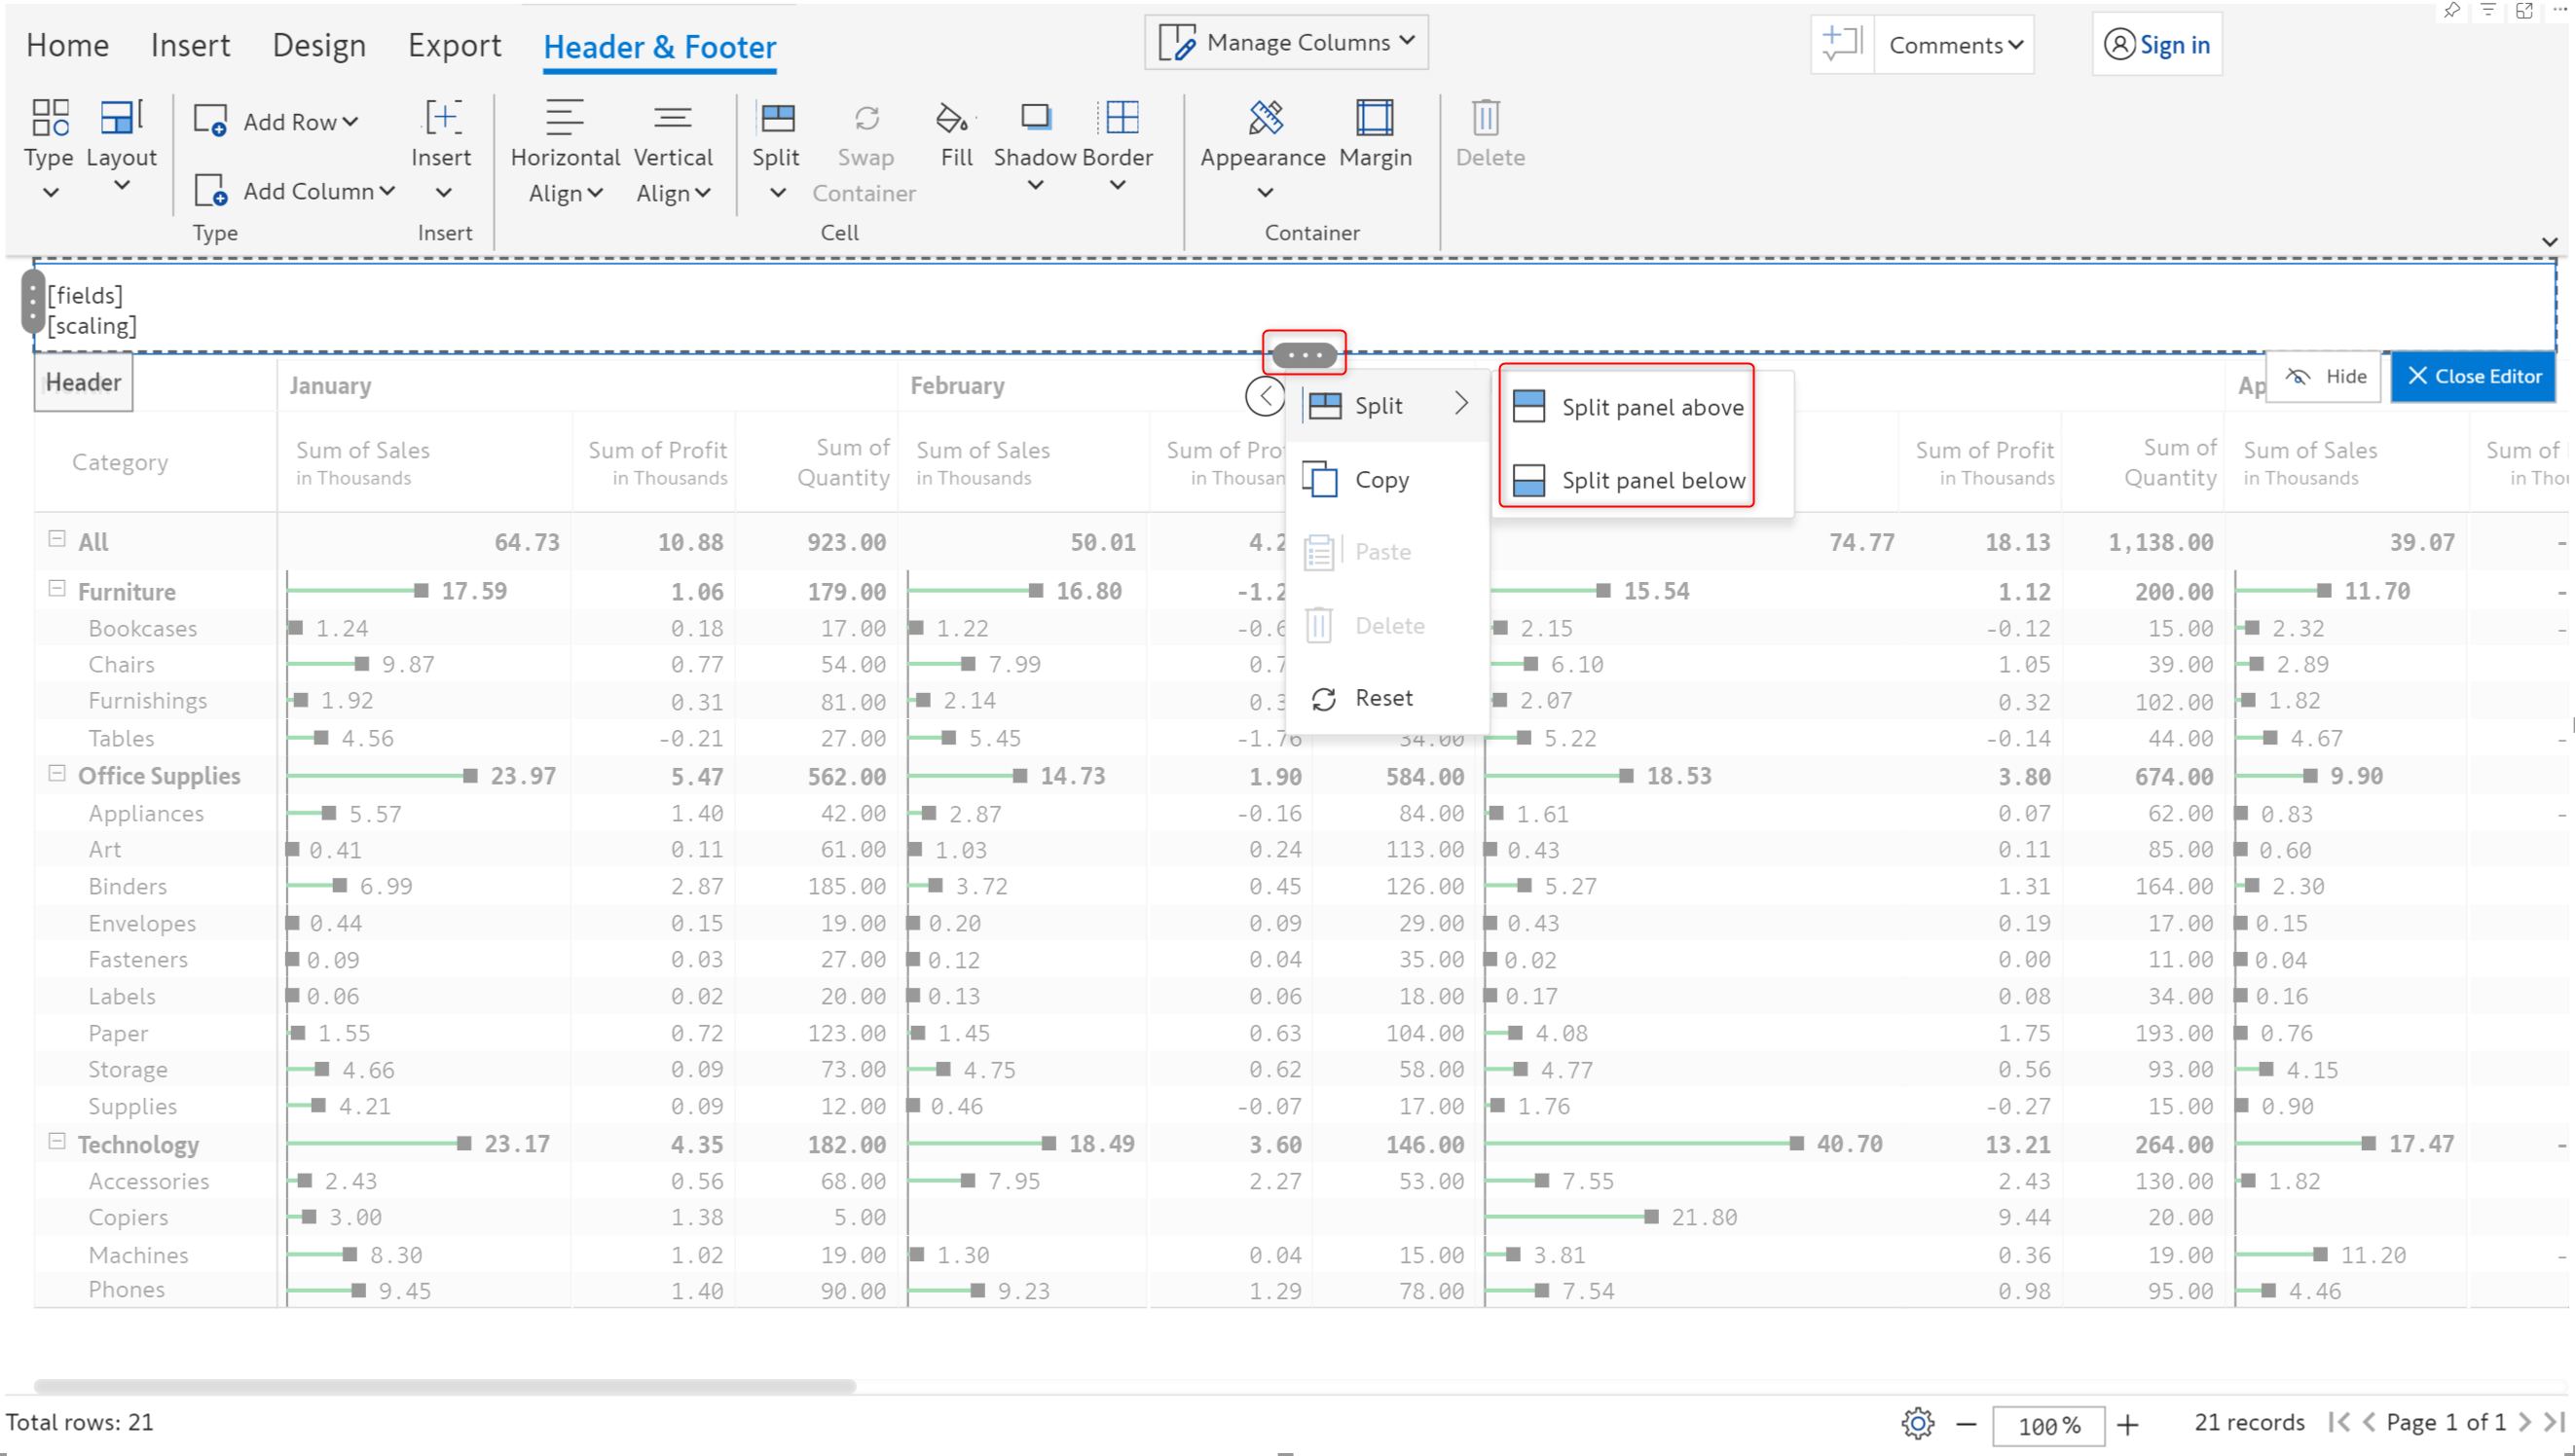 Home Insert Design Export Header & Footer Manage Columns Comments Sign in
Type Layout Add Row Add Column Type
Insert Insert
Horizontal Align Vertical Align Split Swap Container Fill Shadow Border Cell
Appearance Margin Container
Delete
[fields]
[scaling]
Header January February Ap Hide Close Editor
Category Sum of Sales in Thousands Sum of Profit in Thousands Sum of Quantity Sum of Sales in Thousands Sum of Pro in Thousan Sum of Profit in Thousands Sum of Quantity Sum of Sales in Thousands Sum of in Thou
Split
Copy
Paste
Delete
Reset
Split panel above
Split panel below
All 64.73 10.88 923.00 50.01 4.2 74.77 18.13 1,138.00 39.07 -
Furniture 17.59 1.06 179.00 16.80 -1.2 15.54 1.12 200.00 11.70 -
Bookcases 1.24 0.18 17.00 1.22 -0.6 2.15 -0.12 15.00 2.32 -
Chairs 9.87 0.77 54.00 7.99 0.7 6.10 1.05 39.00 2.89
Furnishings 1.92 0.31 81.00 2.14 0.3 2.07 0.32 102.00 1.82
Tables 4.56 -0.21 27.00 5.45 -1.76 34.00 5.22 -0.14 44.00 4.67 -
Office Supplies 23.97 5.47 562.00 14.73 1.90 584.00 18.53 3.80 674.00 9.90
Appliances 5.57 1.40 42.00 2.87 -0.16 84.00 1.61 0.07 62.00 0.83 -
Art 0.41 0.11 61.00 1.03 0.24 113.00 0.43 0.11 85.00 0.60
Binders 6.99 2.87 185.00 3.72 0.45 126.00 5.27 1.31 164.00 2.30
Envelopes 0.44 0.15 19.00 0.20 0.09 29.00 0.43 0.19 17.00 0.15
Fasteners 0.09 0.03 27.00 0.12 0.04 35.00 0.02 0.00 11.00 0.04
Labels 0.06 0.02 20.00 0.13 0.06 18.00 0.17 0.08 34.00 0.16
Paper 1.55 0.72 123.00 1.45 0.63 104.00 4.08 1.75 193.00 0.76
Storage 4.66 0.09 73.00 4.75 0.62 58.00 4.77 0.56 93.00 4.15
Supplies 4.21 0.09 12.00 0.46 -0.07 17.00 1.76 -0.27 15.00 0.90
Technology 23.17 4.35 182.00 18.49 3.60 146.00 40.70 13.21 264.00 17.47 -
Accessories 2.43 0.56 68.00 7.95 2.27 53.00 7.55 2.43 130.00 1.82
Copiers 3.00 1.38 5.00 21.80 9.44 20.00
Machines 8.30 1.02 19.00 1.30 0.04 15.00 3.81 0.36 19.00 11.20 -
Phones 9.45 1.40 90.00 9.23 1.29 78.00 7.54 0.98 95.00 4.46
Total rows: 21 100 % 21 records Page 1 of 1